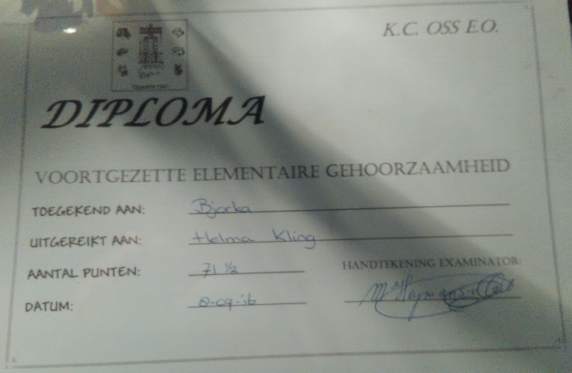 K.C. OSS E.O.
DIPLOMA
VOORTGEZETTE ELEMENTAIRE GEHOORZAAMHEID
TOEGEKEND AAN: Bjarka
UITGEREIKT AAN: Helma Kling
AANTAL PUNTEN: 71 ½
HANDTEKENING EXAMINATOR:
DATUM: